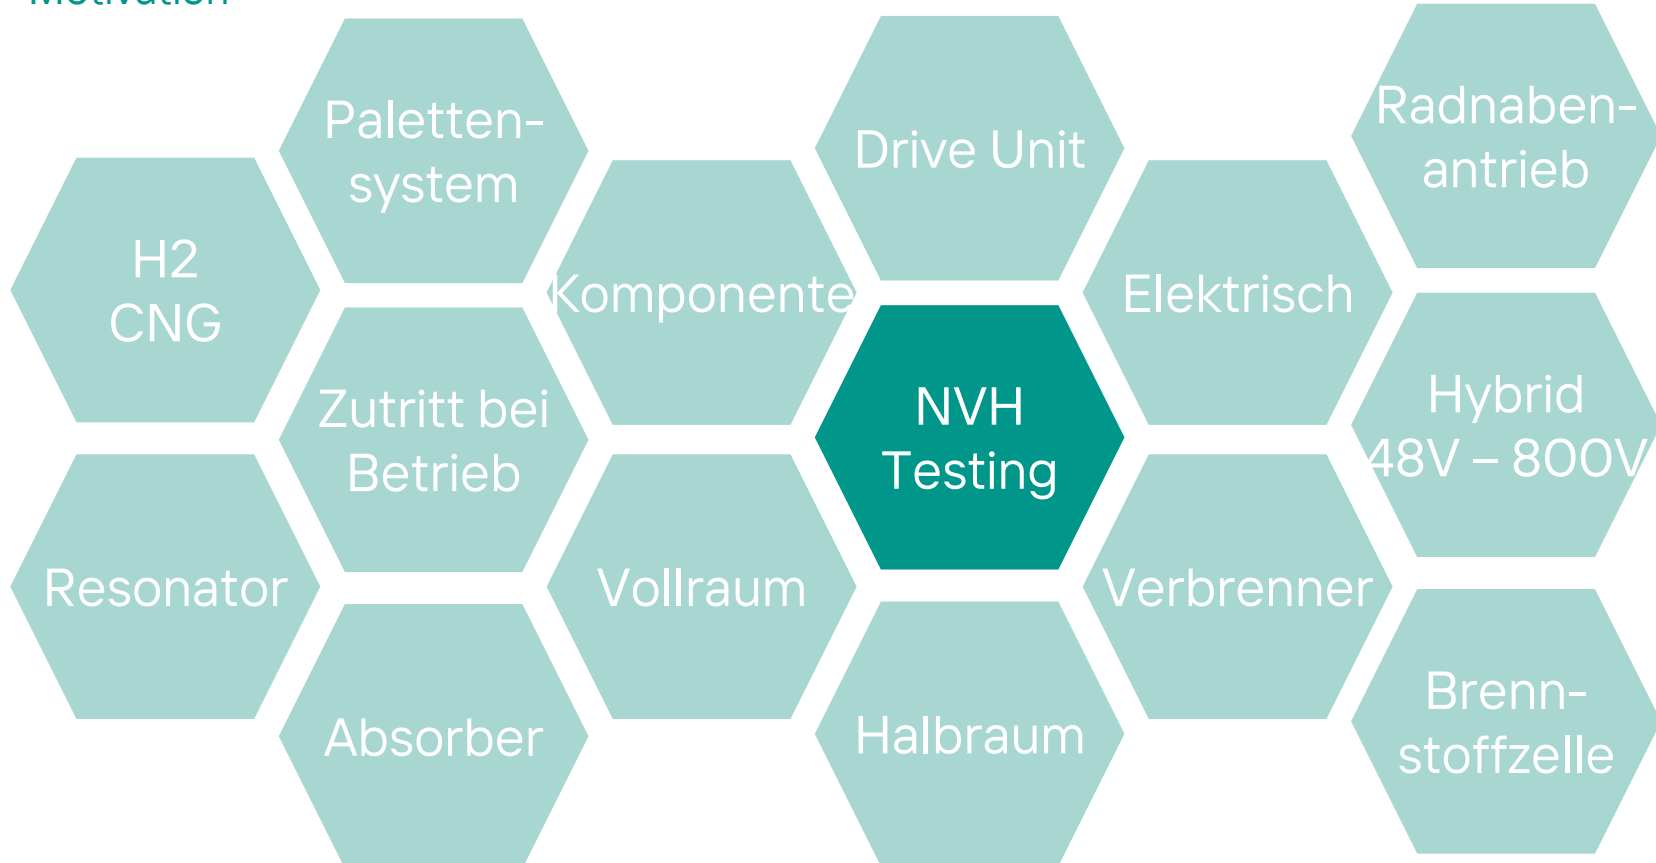 Motivation
Paletten-
system
Drive Unit
Radnaben-
antrieb
H2
CNG
Komponente
Elektrisch
Zutritt bei
Betrieb
NVH
Testing
Hybrid
48V – 800V
Resonator
Vollraum
Verbrenner
Absorber
Halbraum
Brenn-
stoffzelle